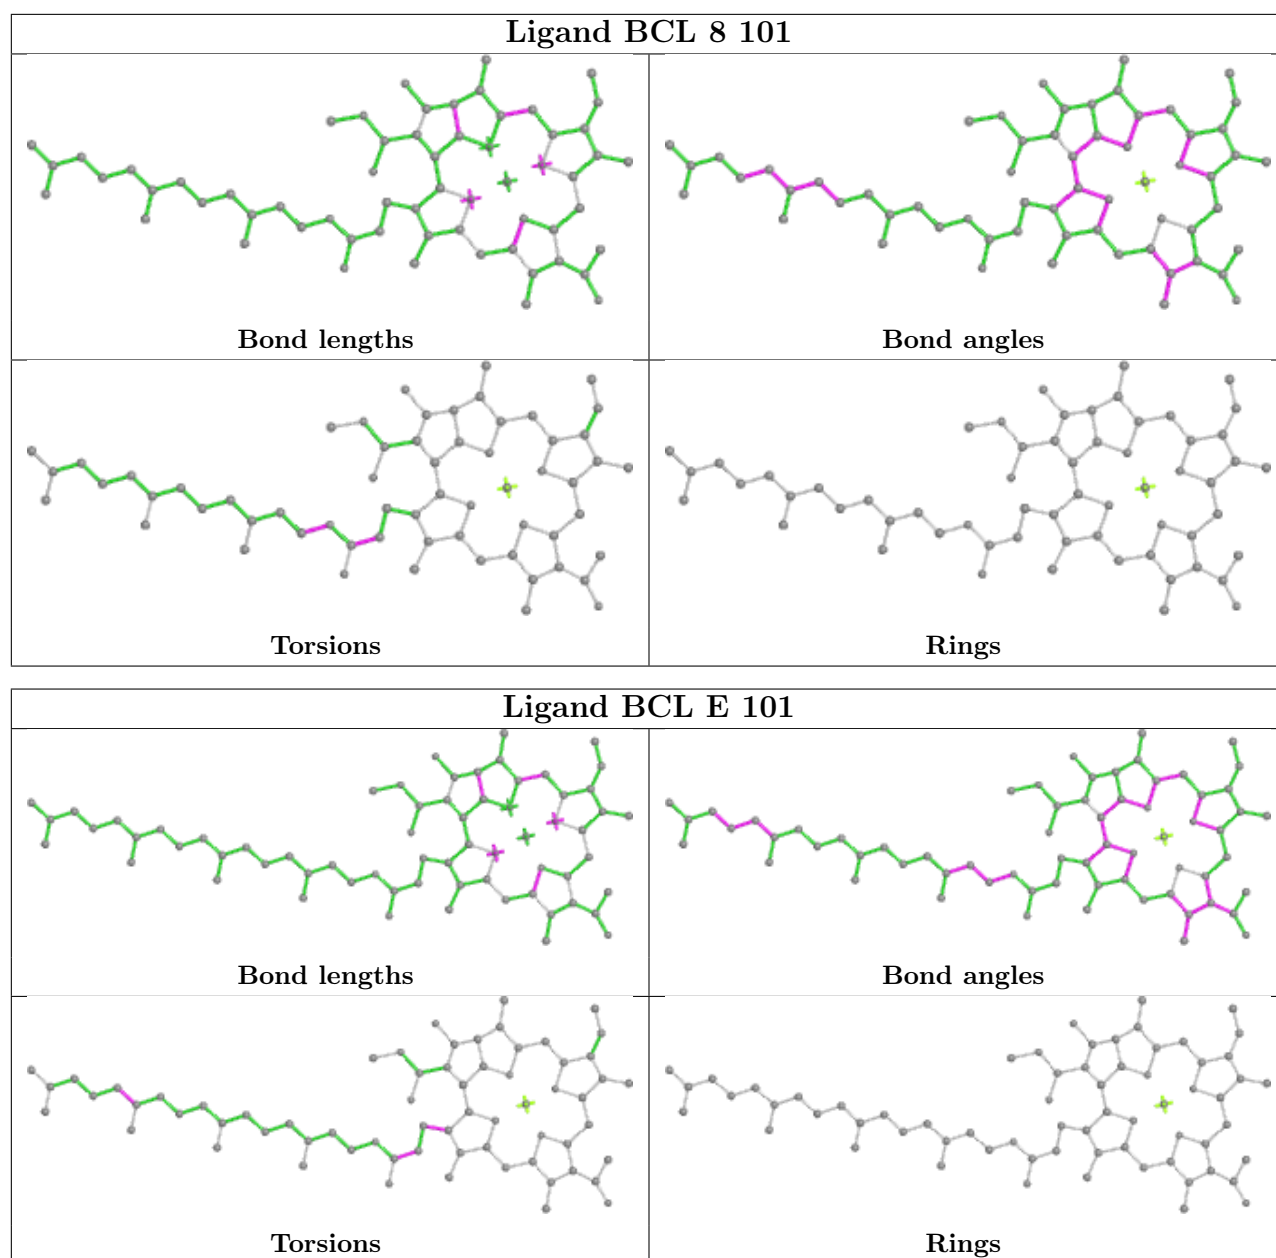 Ligand BCL 8 101
Bond lengths
Bond angles
Torsions
Rings
Ligand BCL E 101
Bond lengths
Bond angles
Torsions
Rings